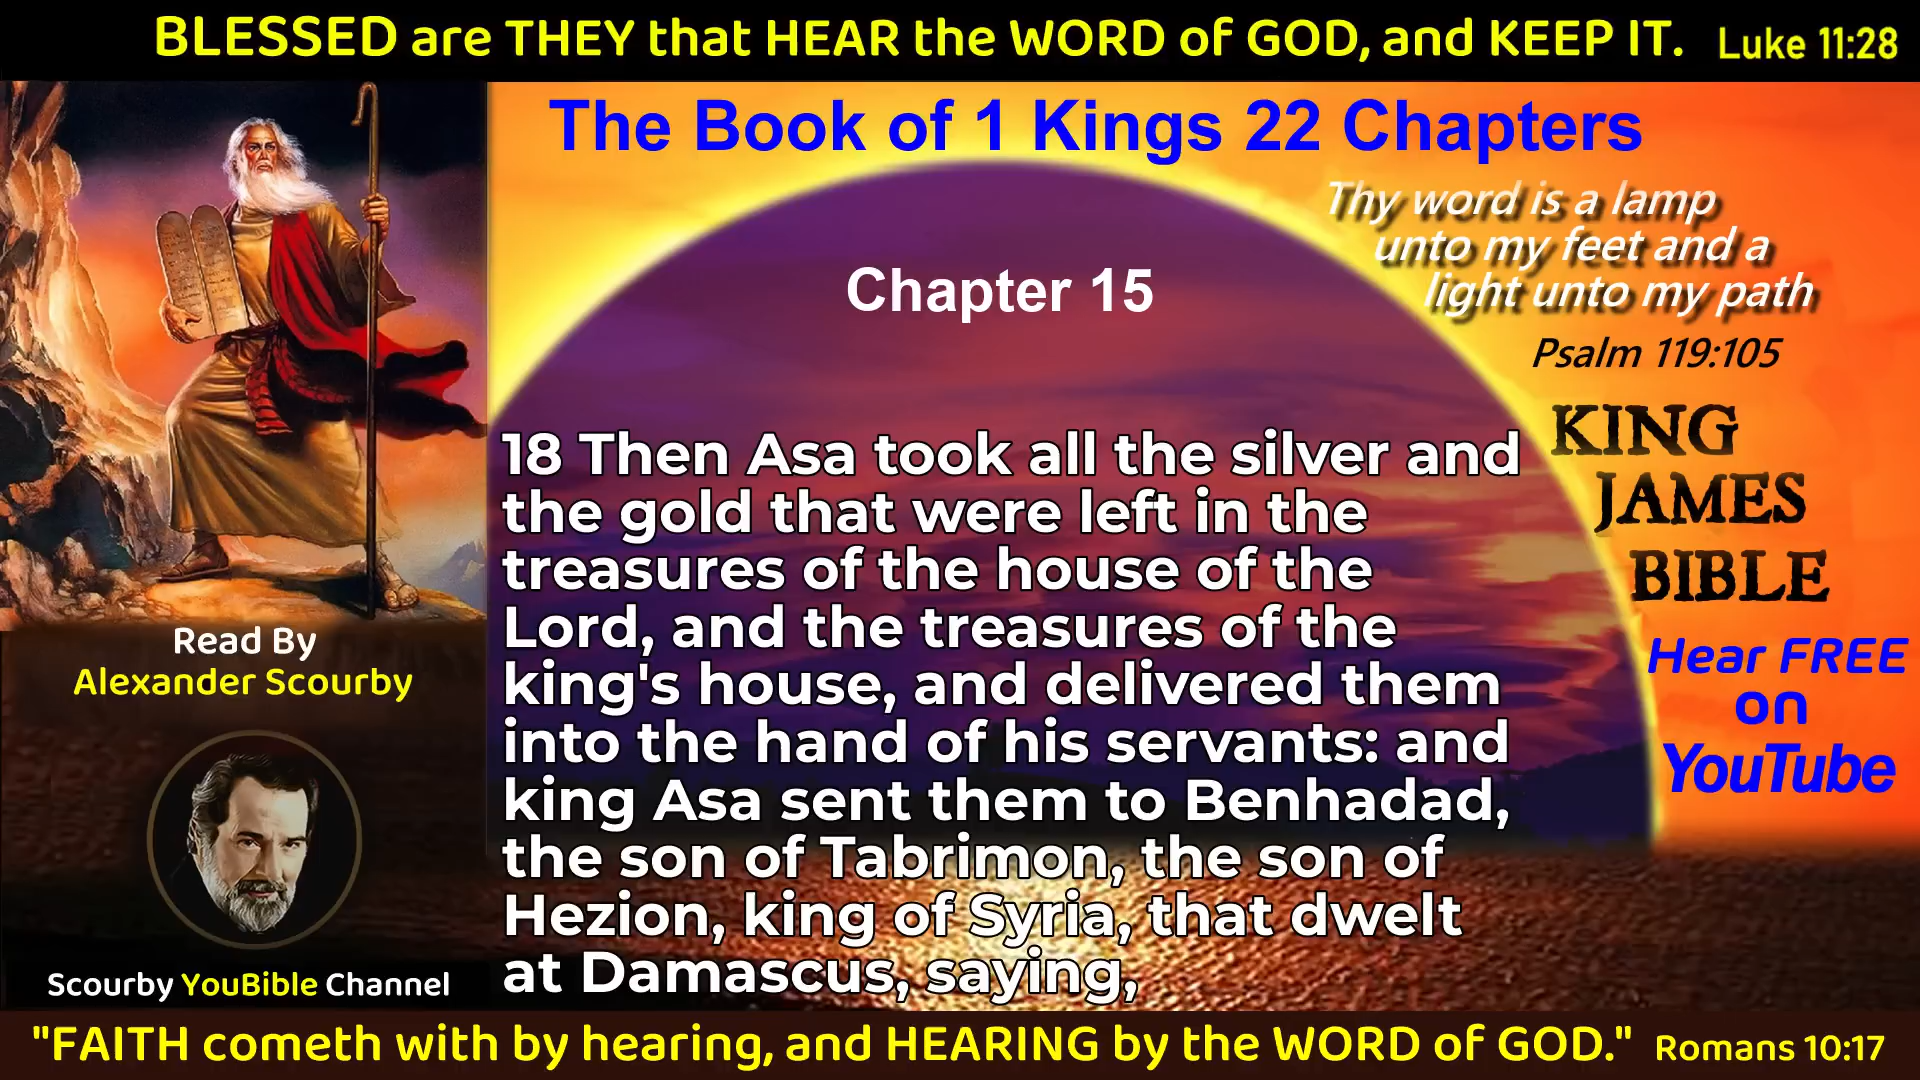 BLESSED are THEY that HEAR the WORD of GOD, and KEEP IT. Luke 11:28
The Book of 1 Kings 22 Chapters
Thy word is a lamp
unto my feet and a
light unto my path
Psalm 119:105
Chapter 15
18 Then Asa took all the silver and
the gold that were left in the
treasures of the house of the
Lord, and the treasures of the
king's house, and delivered them
into the hand of his servants: and
king Asa sent them to Benhadad,
the son of Tabrimon, the son of
Hezion, king of Syria, that dwelt
at Damascus, saying,
KING
JAMES
BIBLE
Hear FREE
on
YouTube
Read By
Alexander Scourby
Scourby YouBible Channel
"FAITH cometh with by hearing, and HEARING by the WORD of GOD." Romans 10:17